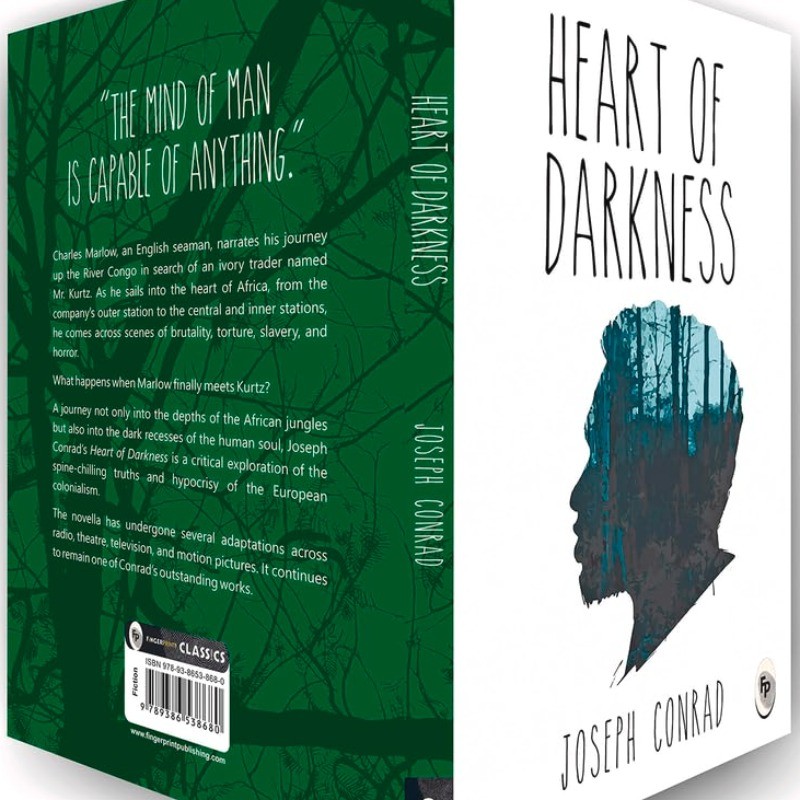 “THE MIND OF MAN
IS CAPABLE OF ANYTHING.”
Charles Marlow, an English seaman, narrates his journey
up the River Congo in search of an ivory trader named
Mr. Kurtz. As he sails into the heart of Africa, from the
company's outer station to the central and inner stations,
he comes across scenes of brutality, torture, slavery, and
horror.
What happens when Marlow finally meets Kurtz?
A journey not only into the depths of the African jungles
but also into the dark recesses of the human soul, Joseph
Conrad's Heart of Darkness is a critical exploration of the
spine-chilling truths and hypocrisy of the European
colonialism.
The novella has undergone several adaptations across
radio, theatre, television, and motion pictures. It continues
to remain one of Conrad's outstanding works.
FP FINGERPRINT! CLASSICS
ISBN 978-93-8653-868-0
Fiction
9 789386 538680
www.fingerprintpublishing.com
HEART OF DARKNESS
JOSEPH CONRAD
HEART OF
DARKNESS
JOSEPH CONRAD
FP